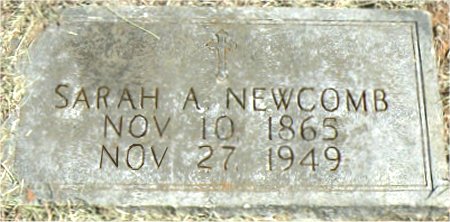 SARAH A. NEWCOMB
NOV 10 1865
NOV 27 1949